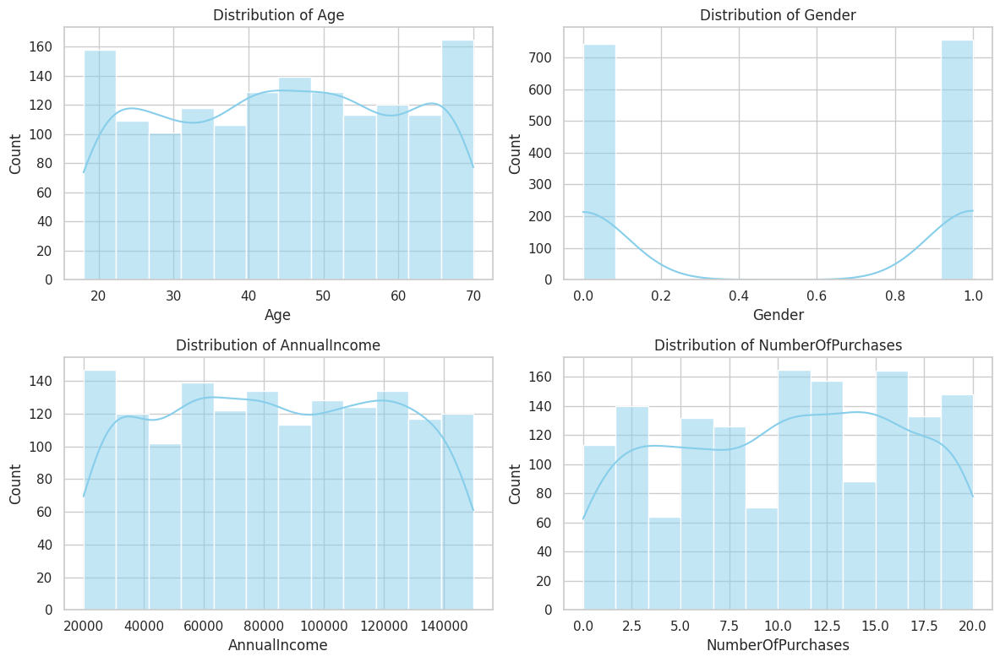 Distribution of Age
Count
160
140
120
100
80
60
40
20
0
20 30 40 50 60 70
Age
Distribution of Gender
Count
700
600
500
400
300
200
100
0
0.0 0.2 0.4 0.6 0.8 1.0
Gender
Distribution of AnnualIncome
Count
140
120
100
80
60
40
20
0
20000 40000 60000 80000 100000 120000 140000
AnnualIncome
Distribution of NumberOfPurchases
Count
160
140
120
100
80
60
40
20
0
0.0 2.5 5.0 7.5 10.0 12.5 15.0 17.5 20.0
NumberOfPurchases